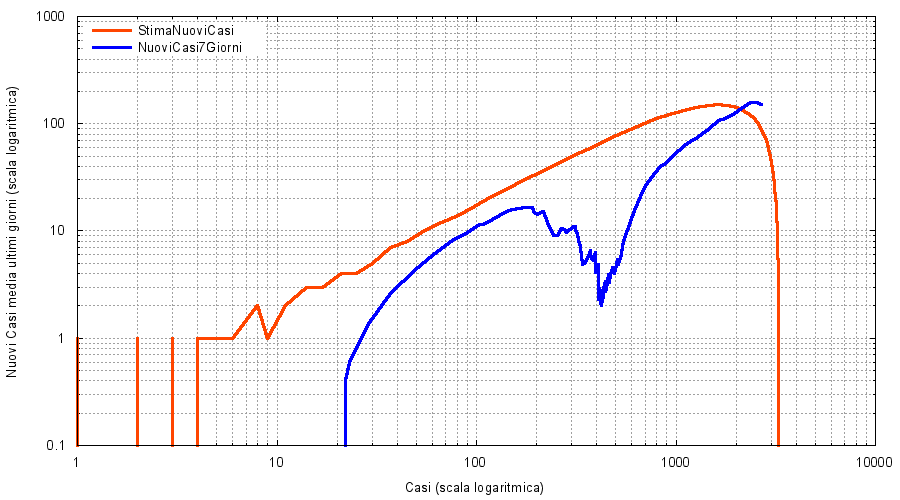 1000
StimaNuoviCasi
NuoviCasi7Giorni
100
10
1
0.1
1
10
100
1000
10000
Nuovi Casi media ultimi giorni (scala logaritmica)
Casi (scala logaritmica)